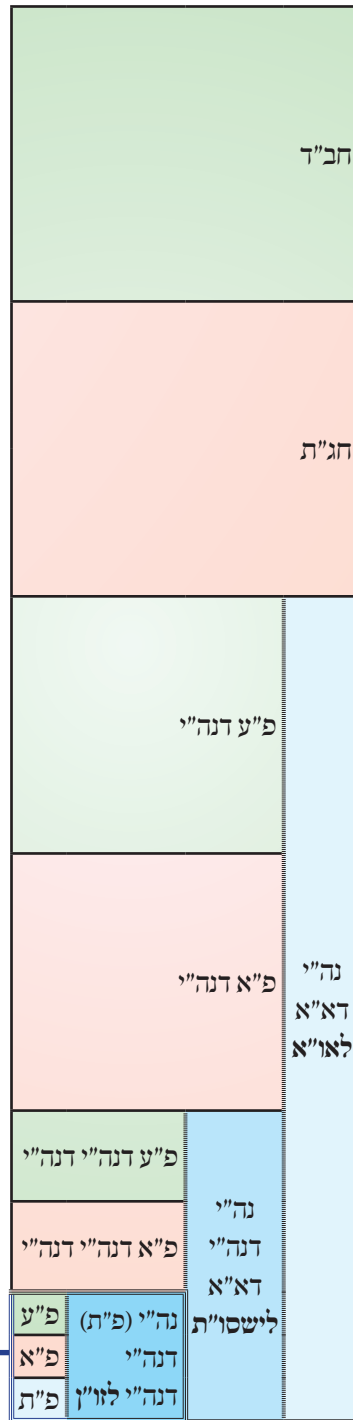 חב"ד
חג"ת
פ"ע דנה"י
פ"א דנה"י
נה"י
דא"א
לאו"א
פ"ע דנה"י דנה"י
פ"א דנה"י דנה"י
נה"י
דנה"י
דא"א
לישסו"ת
נה"י (פ"ת)
דנה"י
דנה"י לזו"ן
פ"ע
פ"א
פ"ת